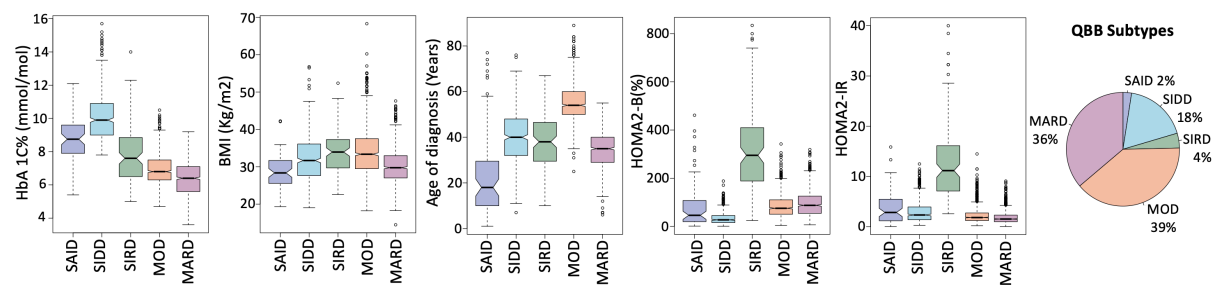 HbA 1C% (mmol/mol)
16
14
12
10
8
6
4
SAID
SIDD
SIRD
MOD
MARD
BMI (Kg/m2)
70
60
50
40
30
20
SAID
SIDD
SIRD
MOD
MARD
Age of diagnosis (Years)
80
60
40
20
0
SAID
SIDD
SIRD
MOD
MARD
HOMA2-B(%)
800
600
400
200
0
SAID
SIDD
SIRD
MOD
MARD
HOMA2-IR
40
30
20
10
0
SAID
SIDD
SIRD
MOD
MARD
QBB Subtypes
SAID 2%
SIDD
18%
SIRD
4%
MOD
39%
MARD
36%